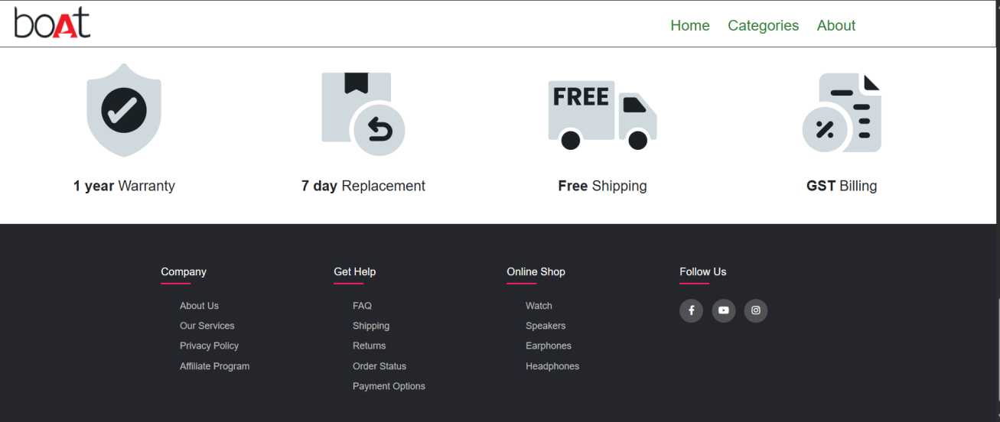 boAt
Home Categories About
FREE
%
1 year Warranty
7 day Replacement
Free Shipping
GST Billing
Company
About Us
Our Services
Privacy Policy
Affiliate Program
Get Help
FAQ
Shipping
Returns
Order Status
Payment Options
Online Shop
Watch
Speakers
Earphones
Headphones
Follow Us